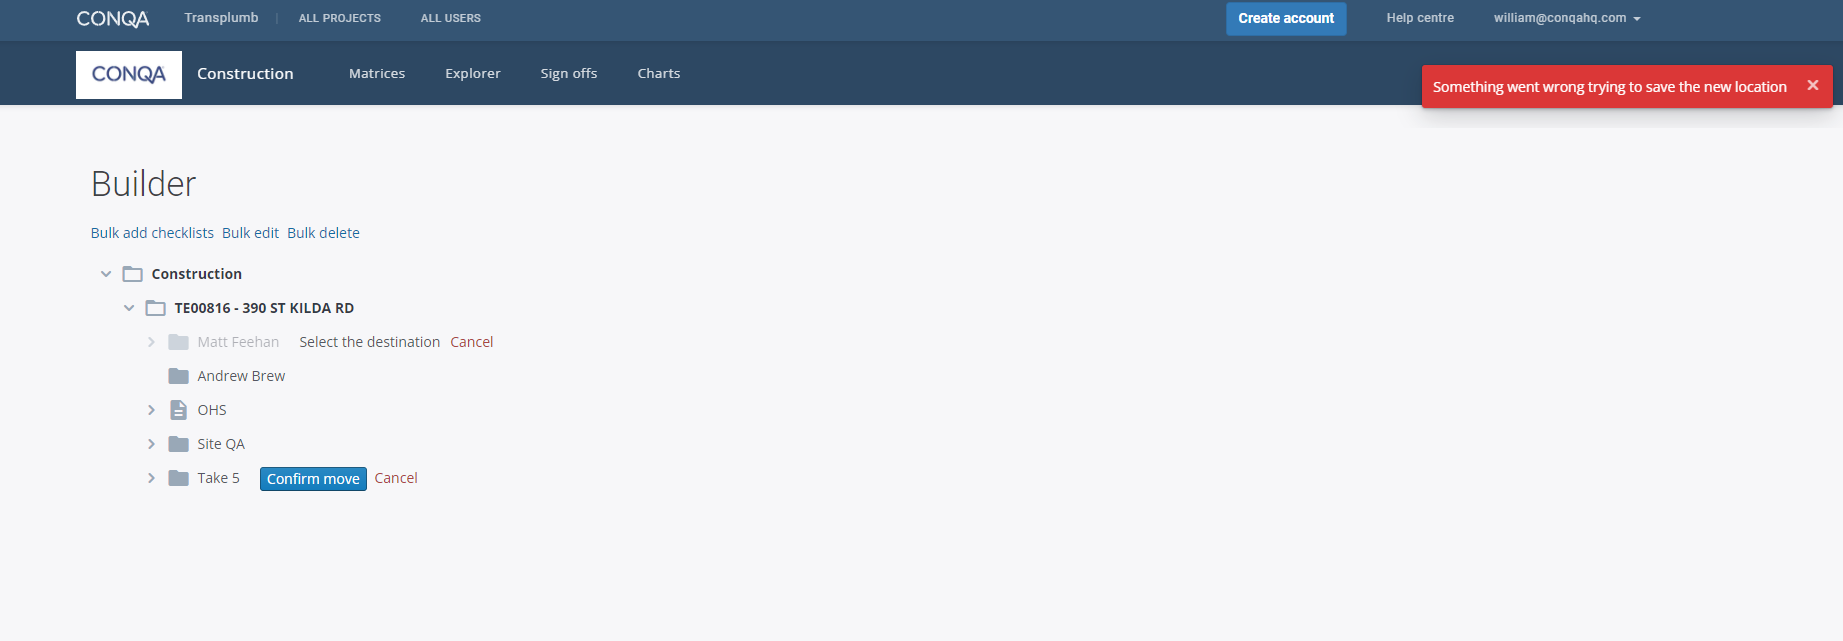 CONQA Transplumb | ALL PROJECTS ALL USERS Create account Help centre william@conqahq.com
CONQA Construction Matrices Explorer Sign offs Charts
Something went wrong trying to save the new location ×
Builder
Bulk add checklists Bulk edit Bulk delete
Construction
TE00816 - 390 ST KILDA RD
Matt Feehan Select the destination Cancel
Andrew Brew
OHS
Site QA
Take 5 Confirm move Cancel